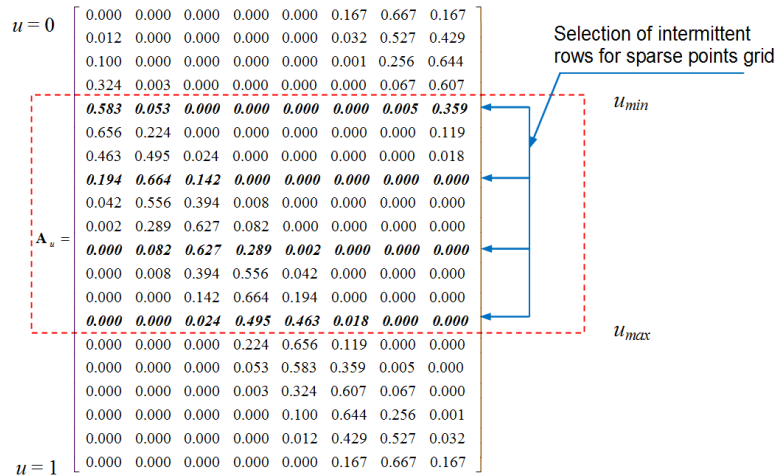 u = 0
0.000 0.000 0.000 0.000 0.000 0.167 0.667 0.167
0.012 0.000 0.000 0.000 0.000 0.032 0.527 0.429
Selection of intermittent
rows for sparse points grid
0.100 0.000 0.000 0.000 0.000 0.001 0.256 0.644
0.324 0.003 0.000 0.000 0.000 0.000 0.067 0.607
0.583 0.053 0.000 0.000 0.000 0.000 0.005 0.359
umin
0.656 0.224 0.000 0.000 0.000 0.000 0.000 0.119
0.463 0.495 0.024 0.000 0.000 0.000 0.000 0.018
0.194 0.664 0.142 0.000 0.000 0.000 0.000 0.000
0.042 0.556 0.394 0.008 0.000 0.000 0.000 0.000
0.002 0.289 0.627 0.082 0.000 0.000 0.000 0.000
Au =
0.000 0.082 0.627 0.289 0.002 0.000 0.000 0.000
0.000 0.008 0.394 0.556 0.042 0.000 0.000 0.000
0.000 0.000 0.142 0.664 0.194 0.000 0.000 0.000
0.000 0.000 0.024 0.495 0.463 0.018 0.000 0.000
umax
0.000 0.000 0.000 0.224 0.656 0.119 0.000 0.000
0.000 0.000 0.000 0.053 0.583 0.359 0.005 0.000
0.000 0.000 0.000 0.003 0.324 0.607 0.067 0.000
0.000 0.000 0.000 0.000 0.100 0.644 0.256 0.001
0.000 0.000 0.000 0.000 0.012 0.429 0.527 0.032
u = 1
0.000 0.000 0.000 0.000 0.000 0.167 0.667 0.167